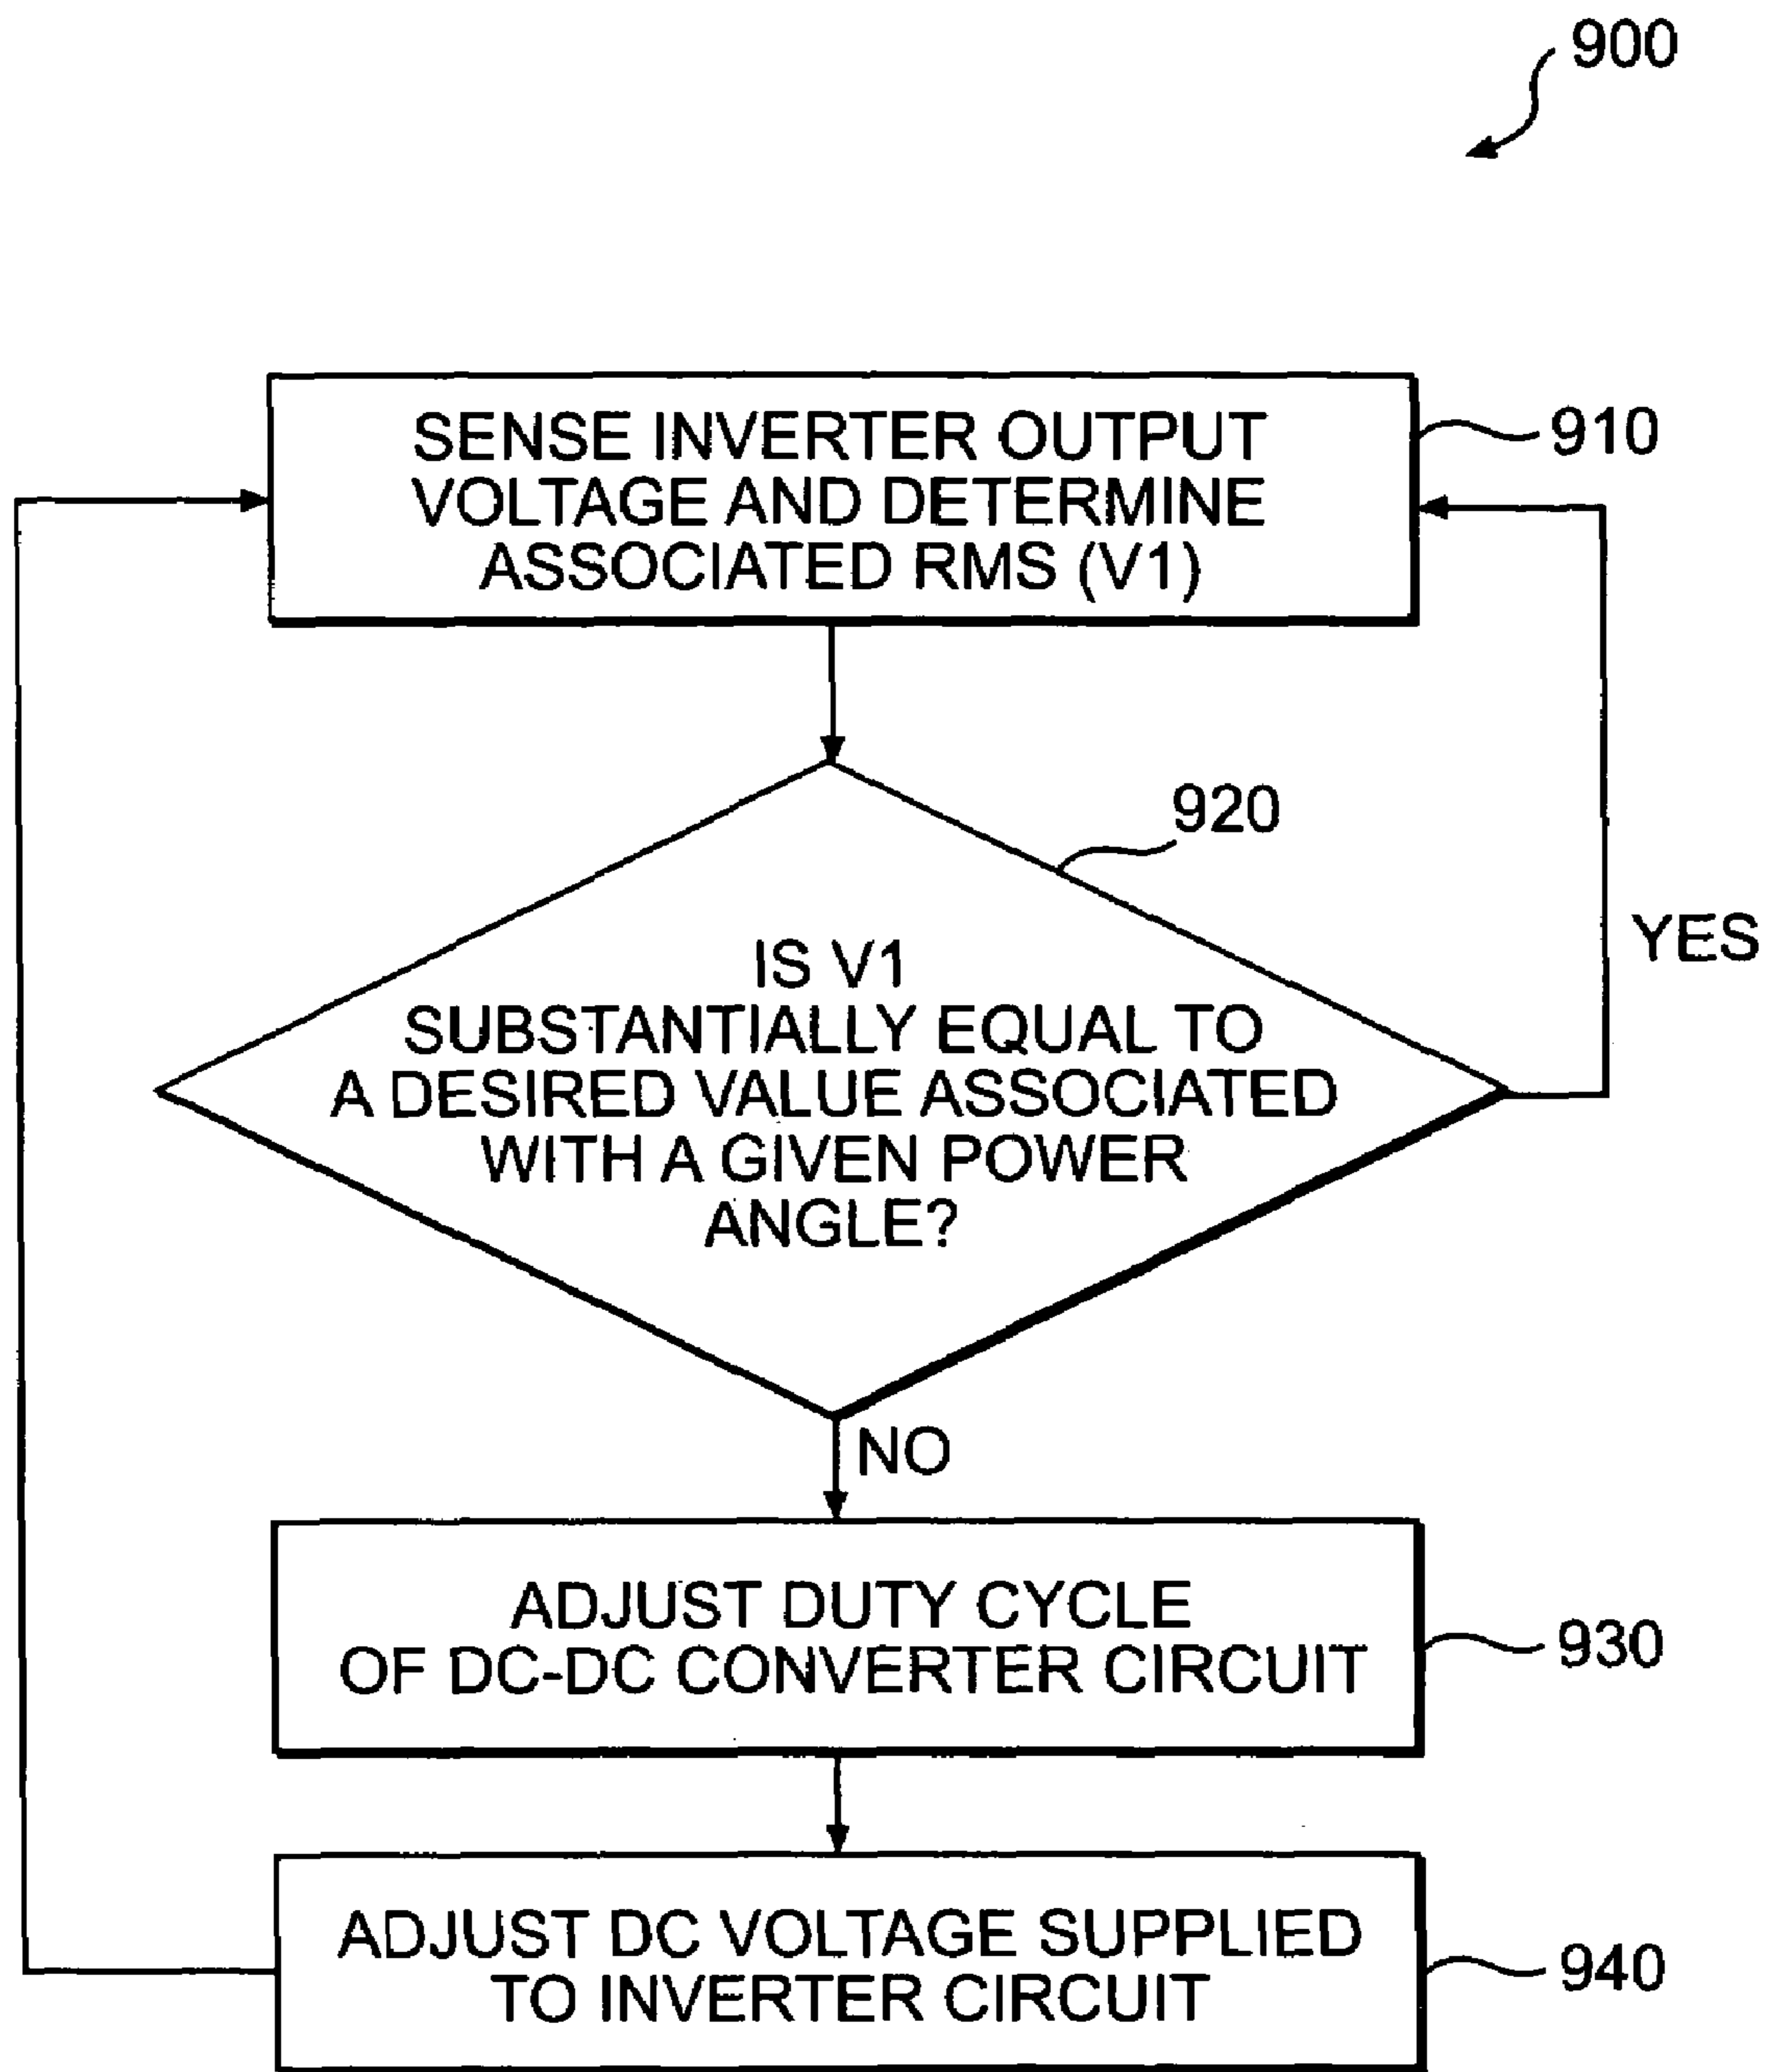 900
SENSE INVERTER OUTPUT
VOLTAGE AND DETERMINE
ASSOCIATED RMS (V1)
910
920
IS V1
SUBSTANTIALLY EQUAL TO
A DESIRED VALUE ASSOCIATED
WITH A GIVEN POWER
ANGLE?
YES
NO
ADJUST DUTY CYCLE
OF DC-DC CONVERTER CIRCUIT
930
ADJUST DC VOLTAGE SUPPLIED
TO INVERTER CIRCUIT
940